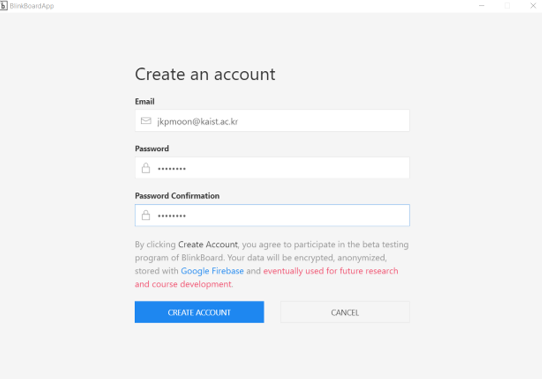 BlinkBoardApp
Create an account
Email
jkpmoon@kaist.ac.kr
Password
••••••••
Password Confirmation
••••••••
By clicking Create Account, you agree to participate in the beta testing
program of BlinkBoard. Your data will be encrypted, anonymized,
stored with Google Firebase and eventually used for future research
and course development.
CREATE ACCOUNT CANCEL